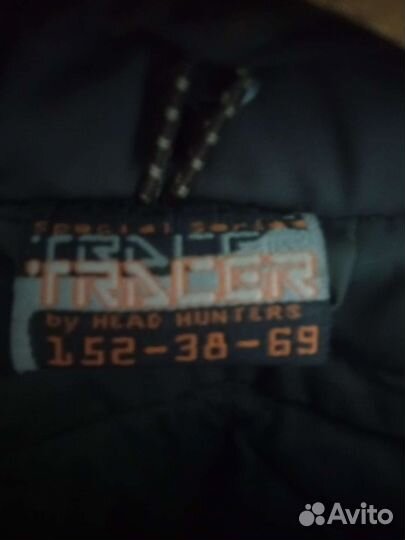 Special Series
TRACER
by HEAD HUNTERS
152-38-69
Avito